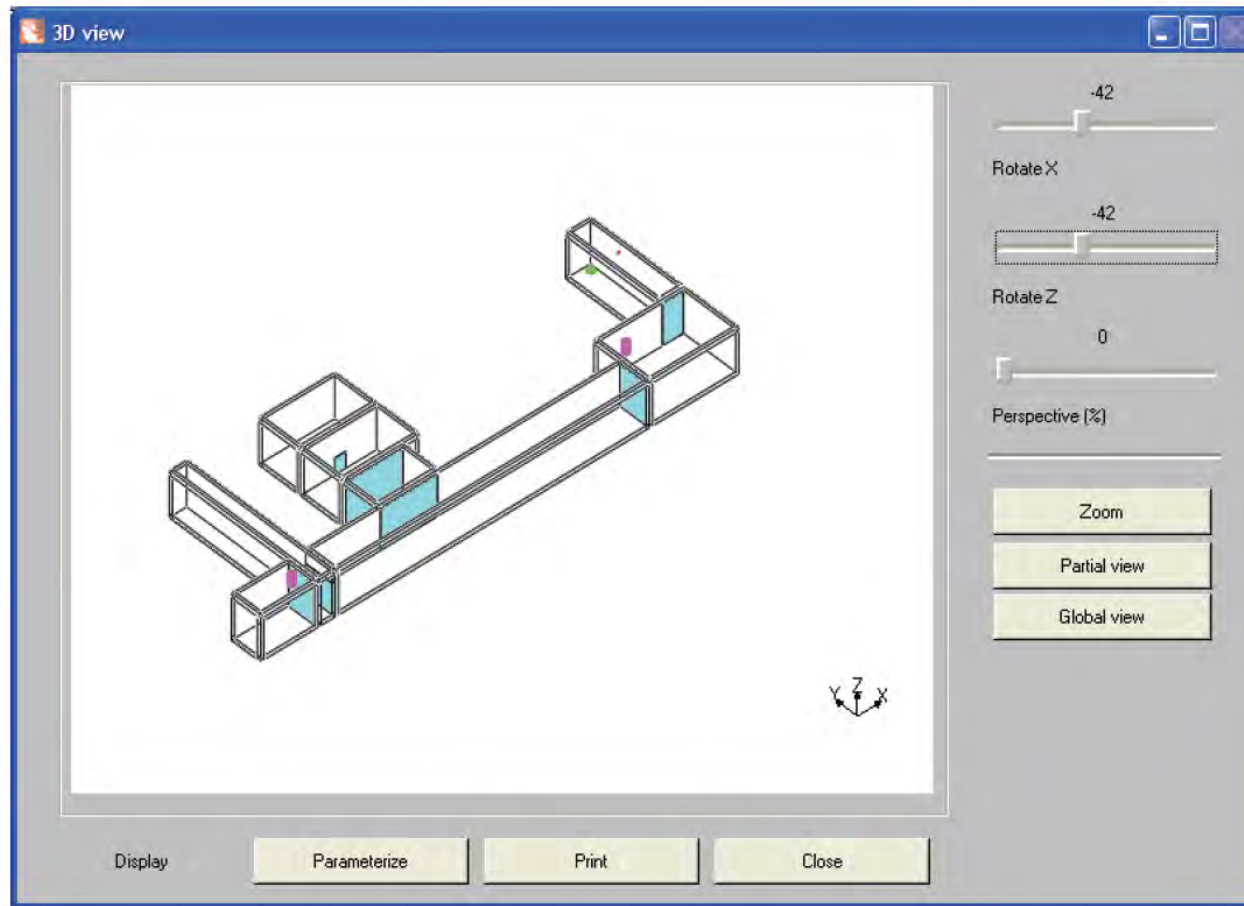 3D view
-42
Rotate X
-42
Rotate Z
0
Perspective (%)
Zoom
Partial view
Global view
Y Z X
Display Parameterize Print Close